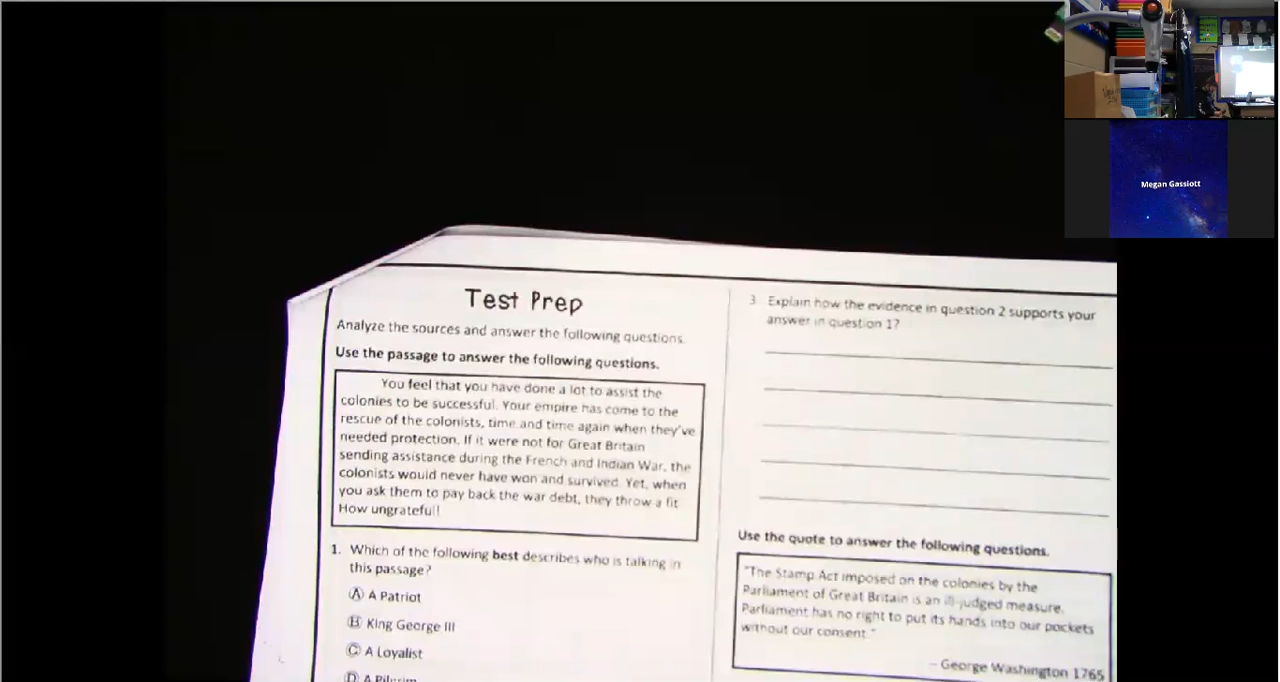 Test Prep
Analyze the sources and answer the following questions.
Use the passage to answer the following questions.
You feel that you have done a lot to assist the
colonies to be successful. Your empire has come to the
rescue of the colonists, time and time again when they've
needed protection. If it were not for Great Britain
sending assistance during the French and Indian War, the
colonists would never have won and survived. Yet, when
you ask them to pay back the war debt, they throw a fit
How ungrateful!
1. Which of the following best describes who is talking in
this passage?
A A Patriot
B King George III
C A Loyalist
D A Pilgrim
3. Explain how the evidence in question 2 supports your
answer in question 1?
Use the quote to answer the following questions.
"The Stamp Act imposed on the colonies by the
Parliament of Great Britain is an ill-judged measure.
Parliament has no right to put its hands into our pockets
without our consent."
- George Washington 1765
Megan Gassiott